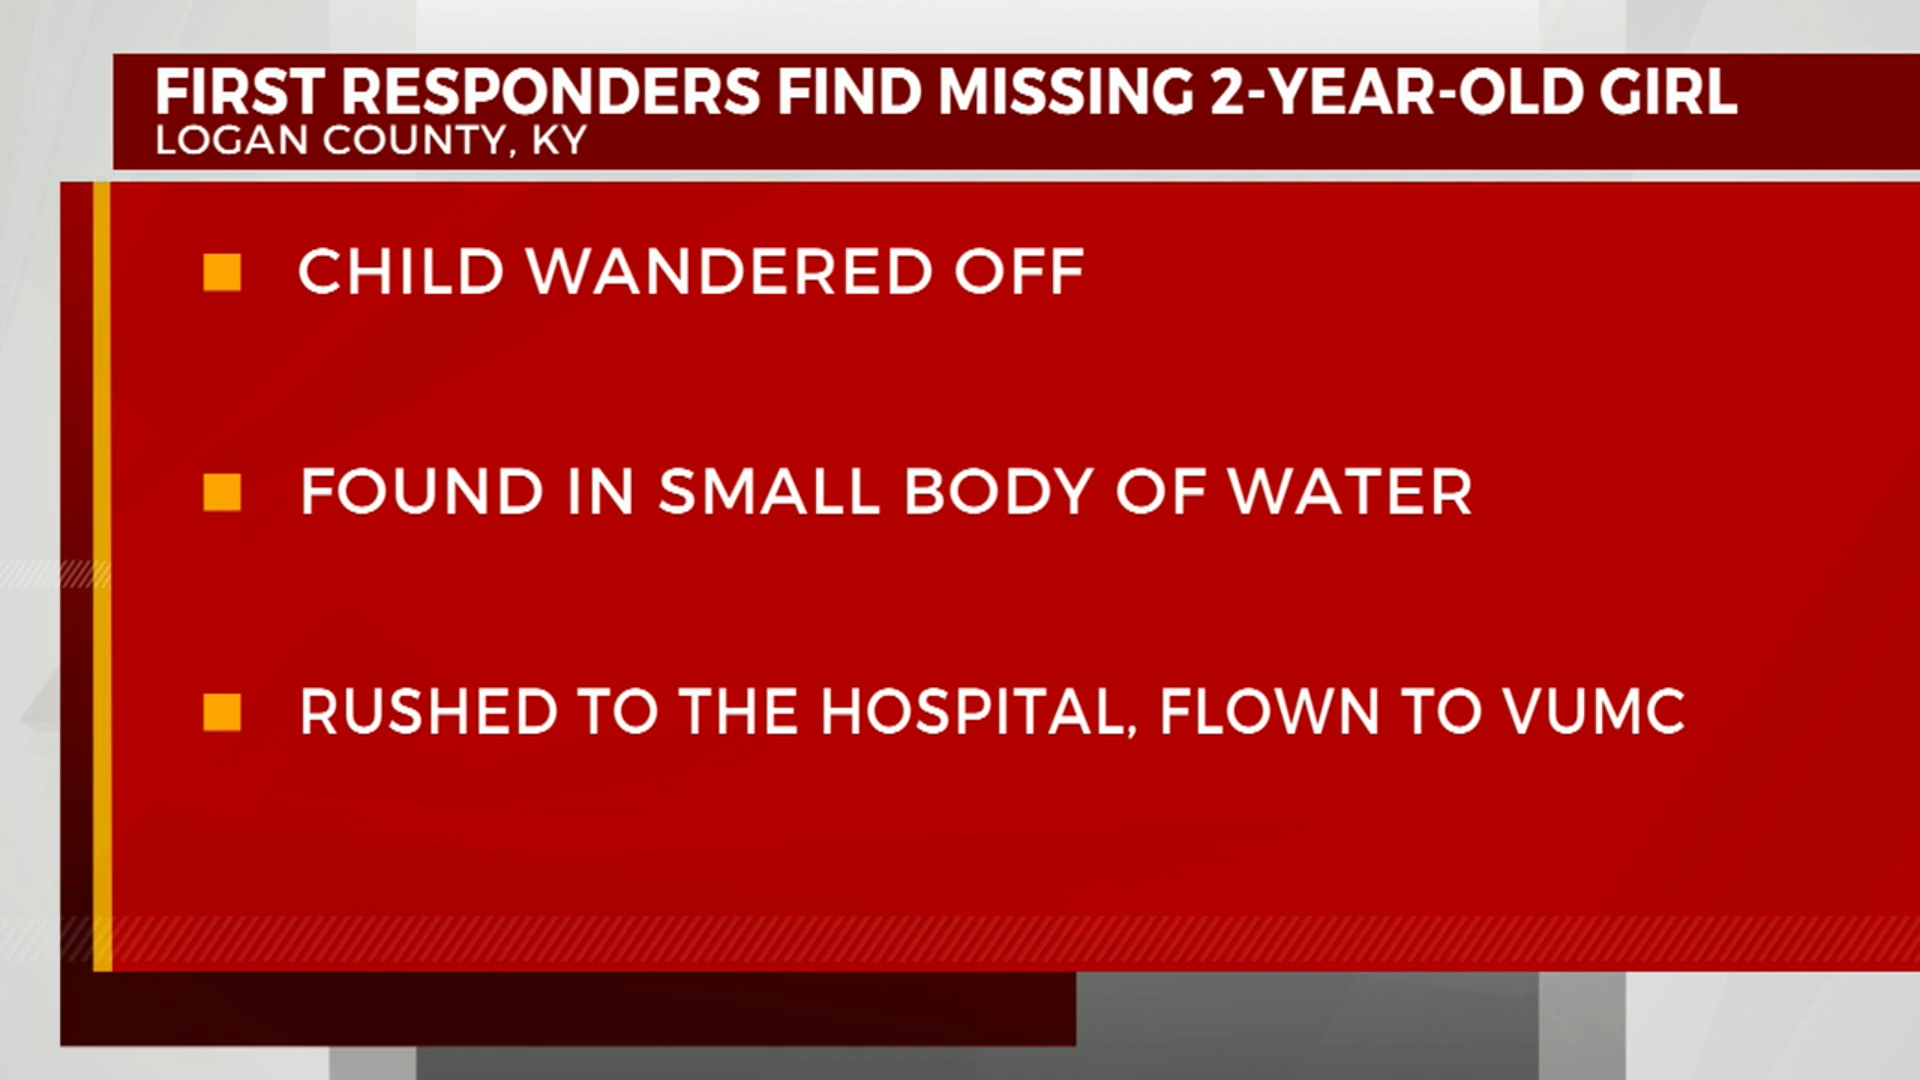 FIRST RESPONDERS FIND MISSING 2-YEAR-OLD GIRL
LOGAN COUNTY, KY
CHILD WANDERED OFF
FOUND IN SMALL BODY OF WATER
RUSHED TO THE HOSPITAL, FLOWN TO VUMC